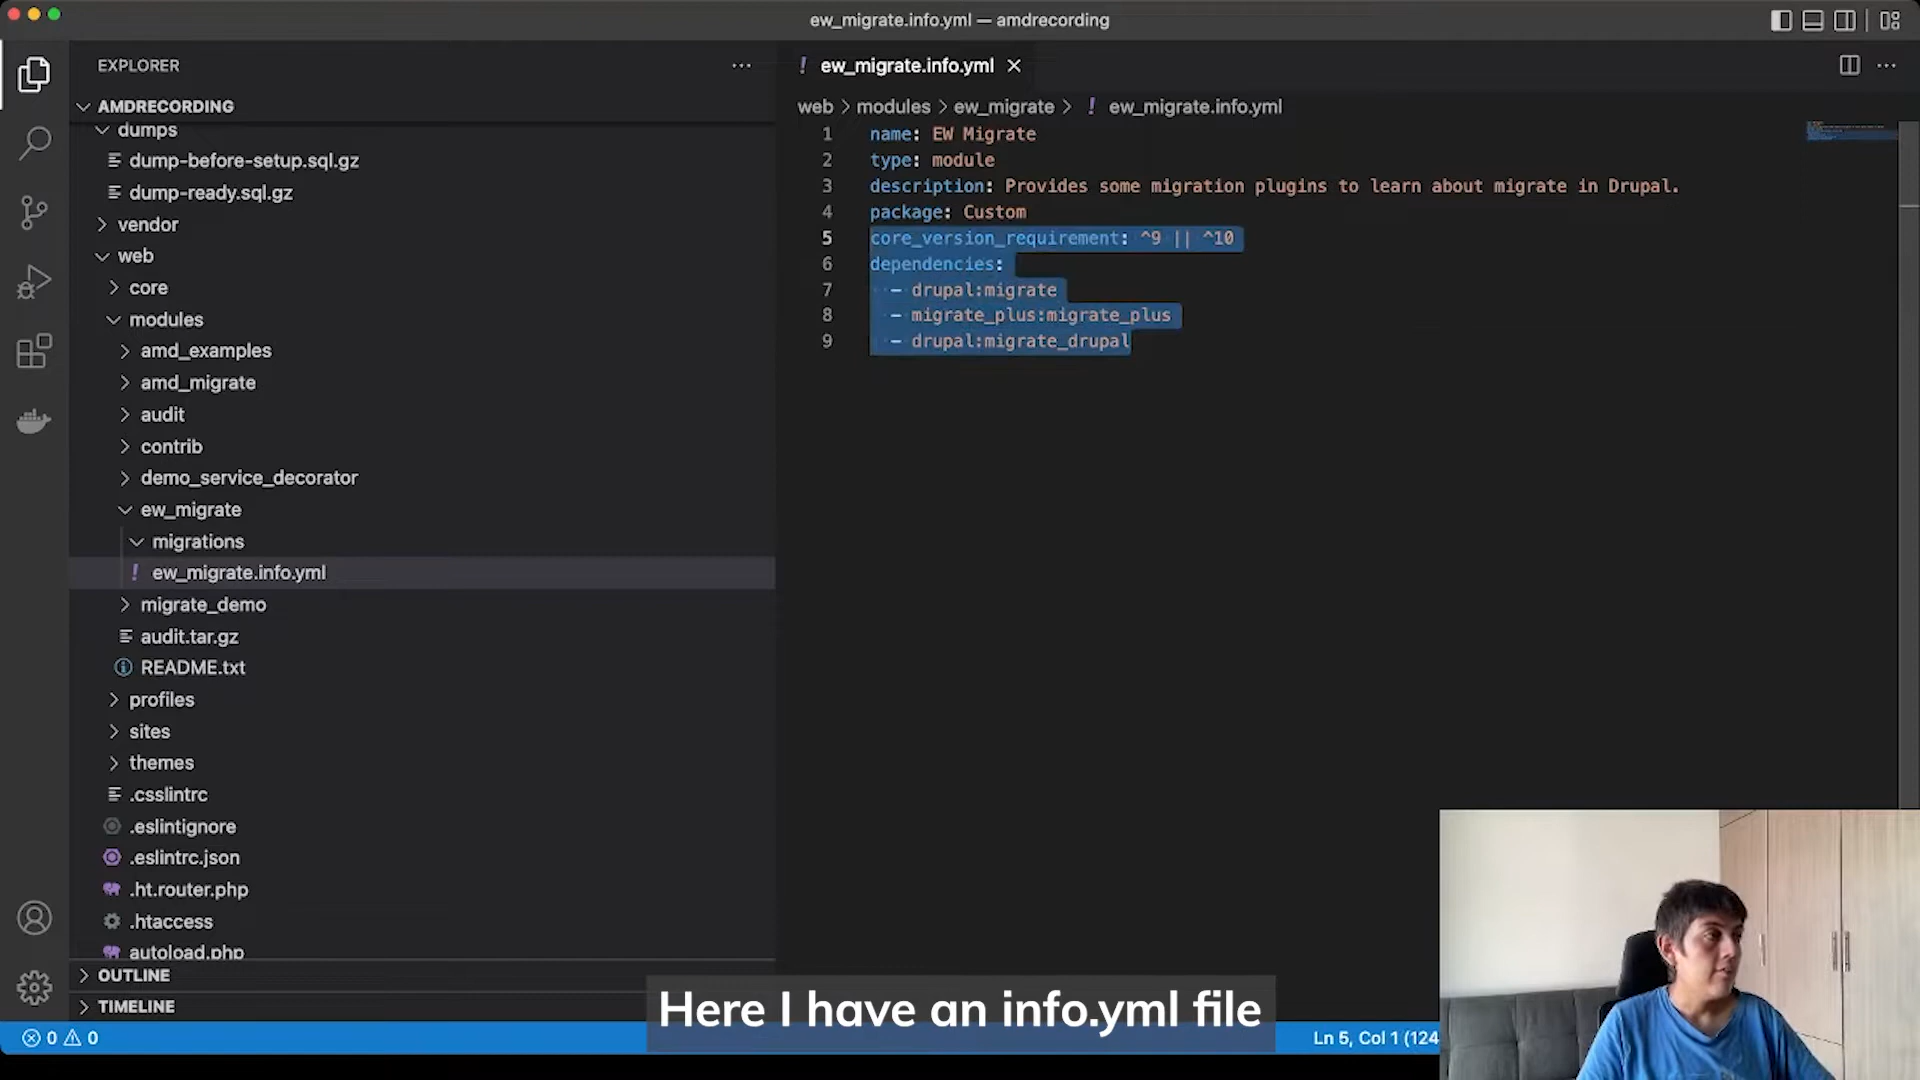 ew_migrate.info.yml — amdrecording
EXPLORER
AMDRECORDING
dumps
dump-before-setup.sql.gz
dump-ready.sql.gz
vendor
web
core
modules
amd_examples
amd_migrate
audit
contrib
demo_service_decorator
ew_migrate
migrations
! ew_migrate.info.yml
migrate_demo
audit.tar.gz
README.txt
profiles
sites
themes
.csslintrc
.eslintignore
.eslintrc.json
.ht.router.php
.htaccess
autoload.php
OUTLINE
TIMELINE
! ew_migrate.info.yml
web > modules > ew_migrate > ! ew_migrate.info.yml
1 name: EW Migrate
2 type: module
3 description: Provides some migration plugins to learn about migrate in Drupal.
4 package: Custom
5 core_version_requirement: ^9 || ^10
6 dependencies:
7 - drupal:migrate
8 - migrate_plus:migrate_plus
9 - drupal:migrate_drupal
Here I have an info.yml file
0 0
Ln 5, Col 1 (124